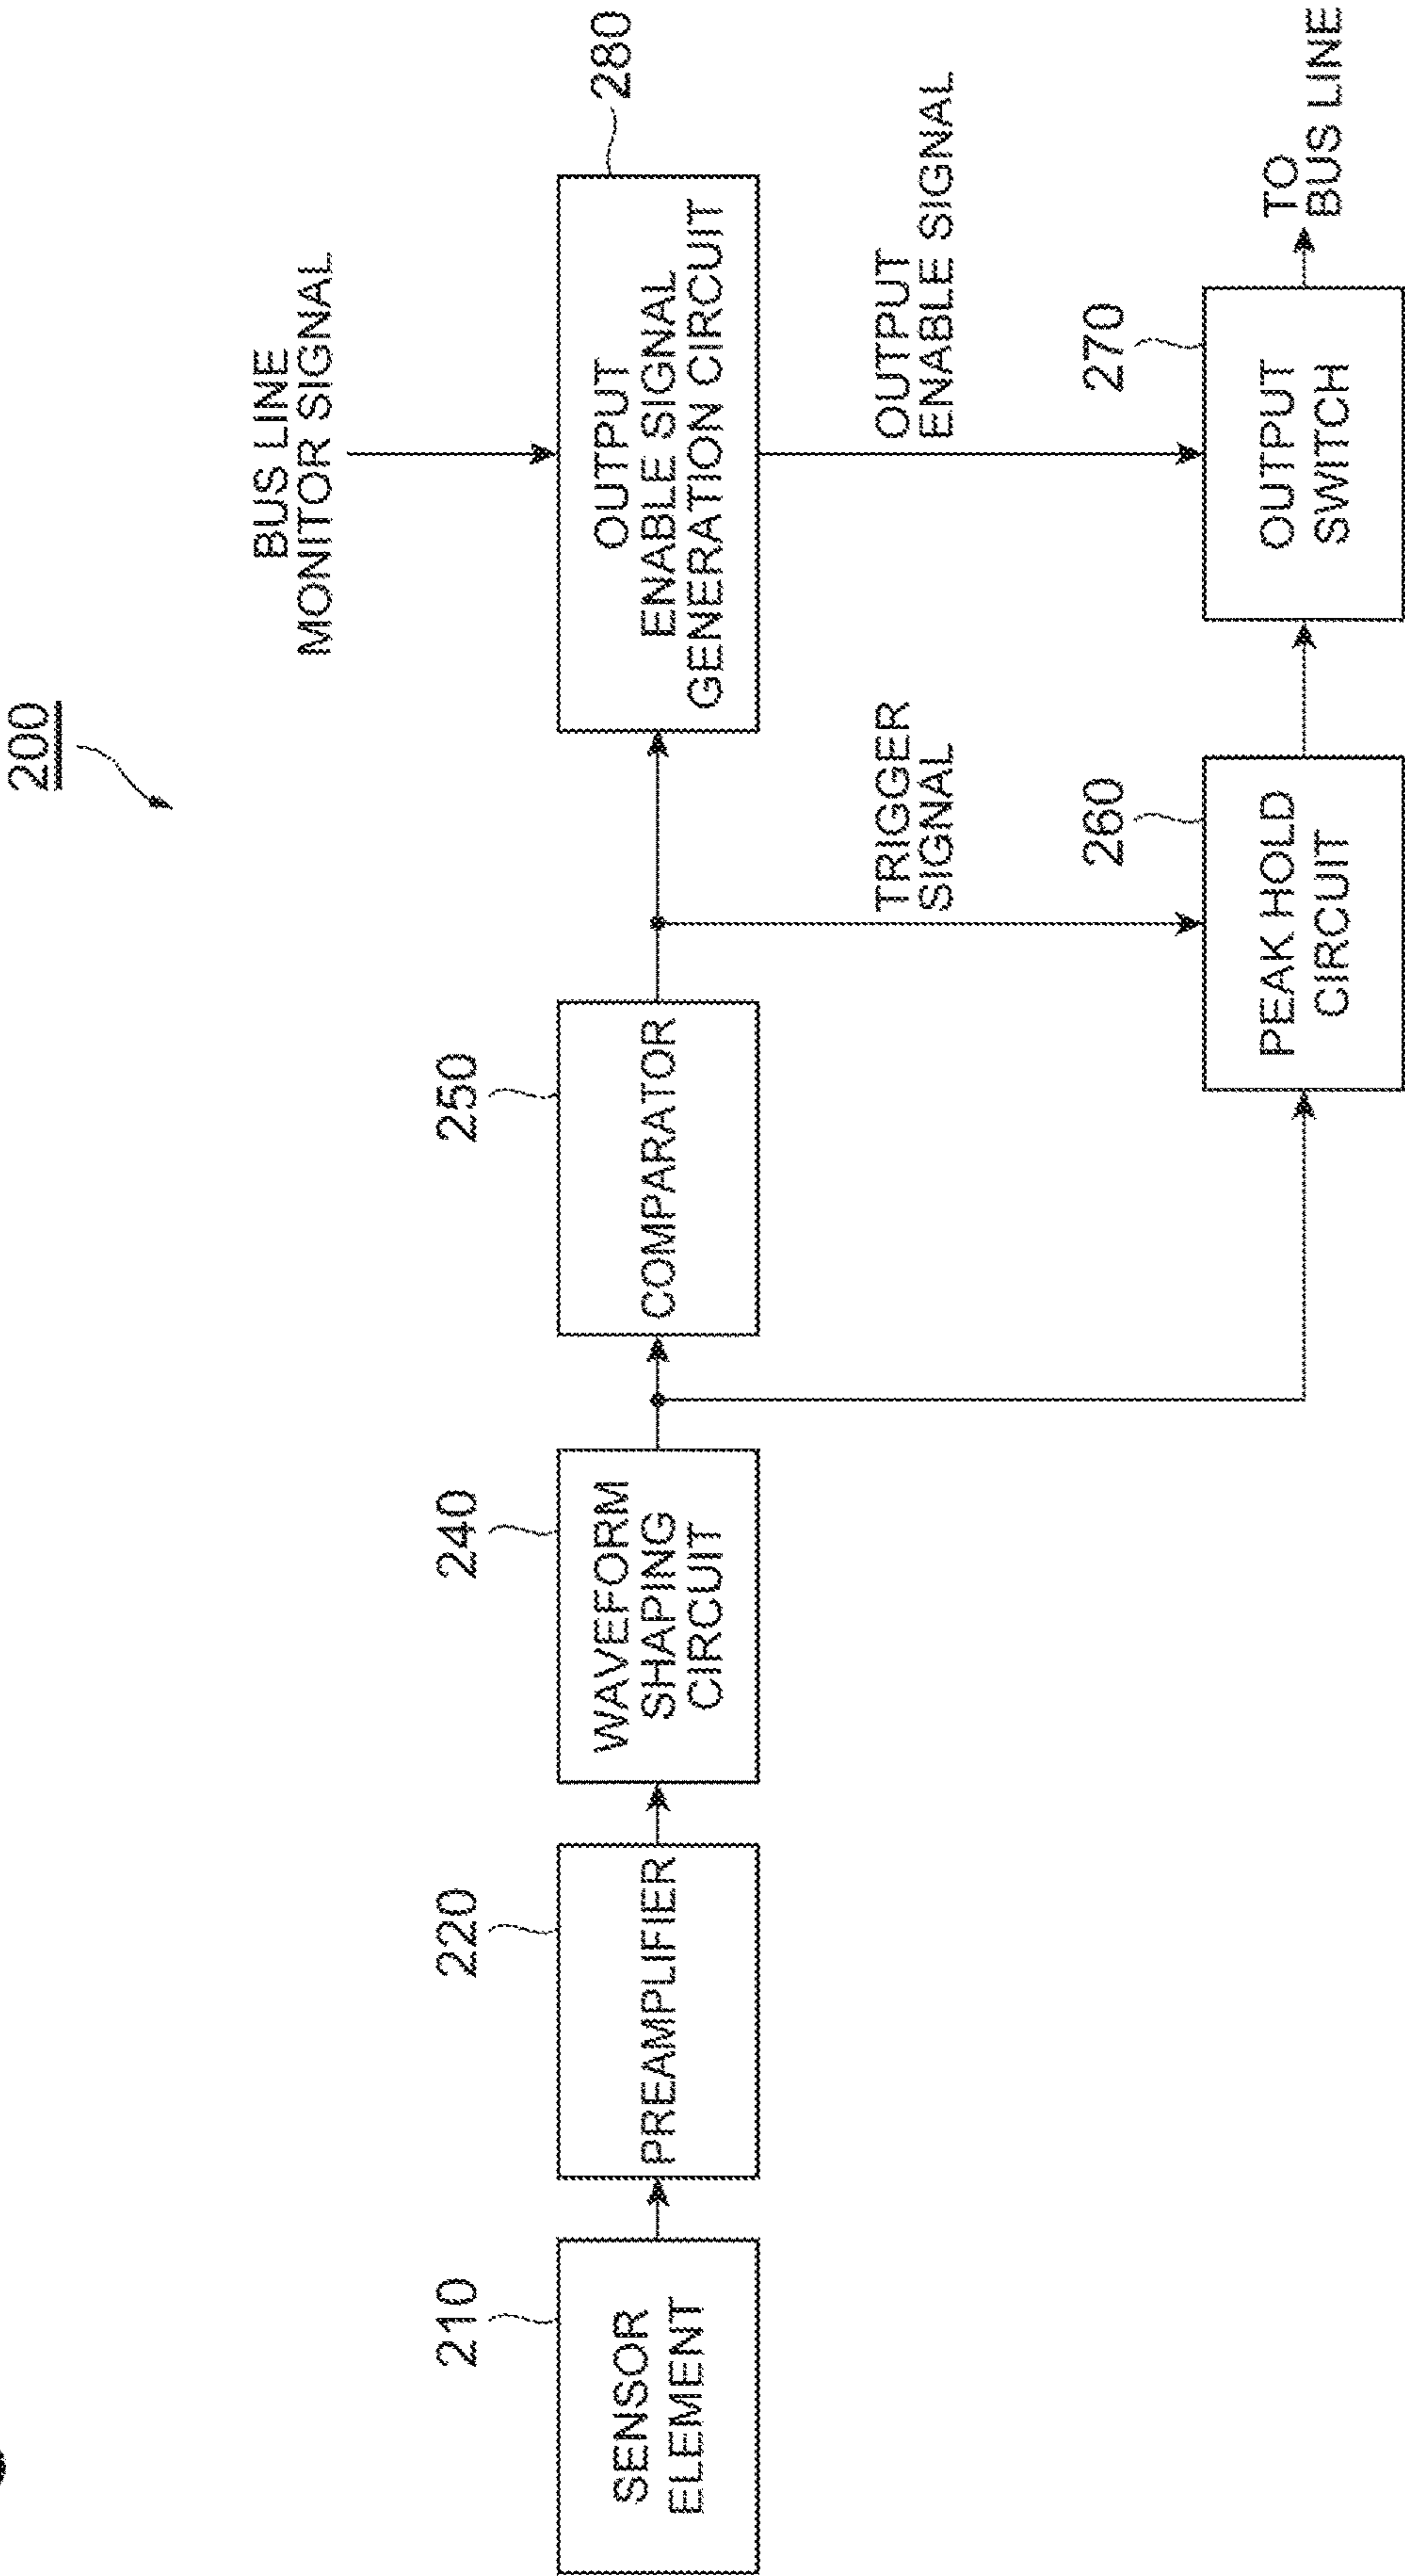 200
BUS LINE
MONITOR SIGNAL
280
OUTPUT
ENABLE SIGNAL
GENERATION CIRCUIT
210
SENSOR
ELEMENT
220
PREAMPLIFIER
240
WAVEFORM
SHAPING
CIRCUIT
250
COMPARATOR
TRIGGER
SIGNAL
OUTPUT
ENABLE SIGNAL
260
PEAK HOLD
CIRCUIT
270
OUTPUT
SWITCH
TO
BUS LINE